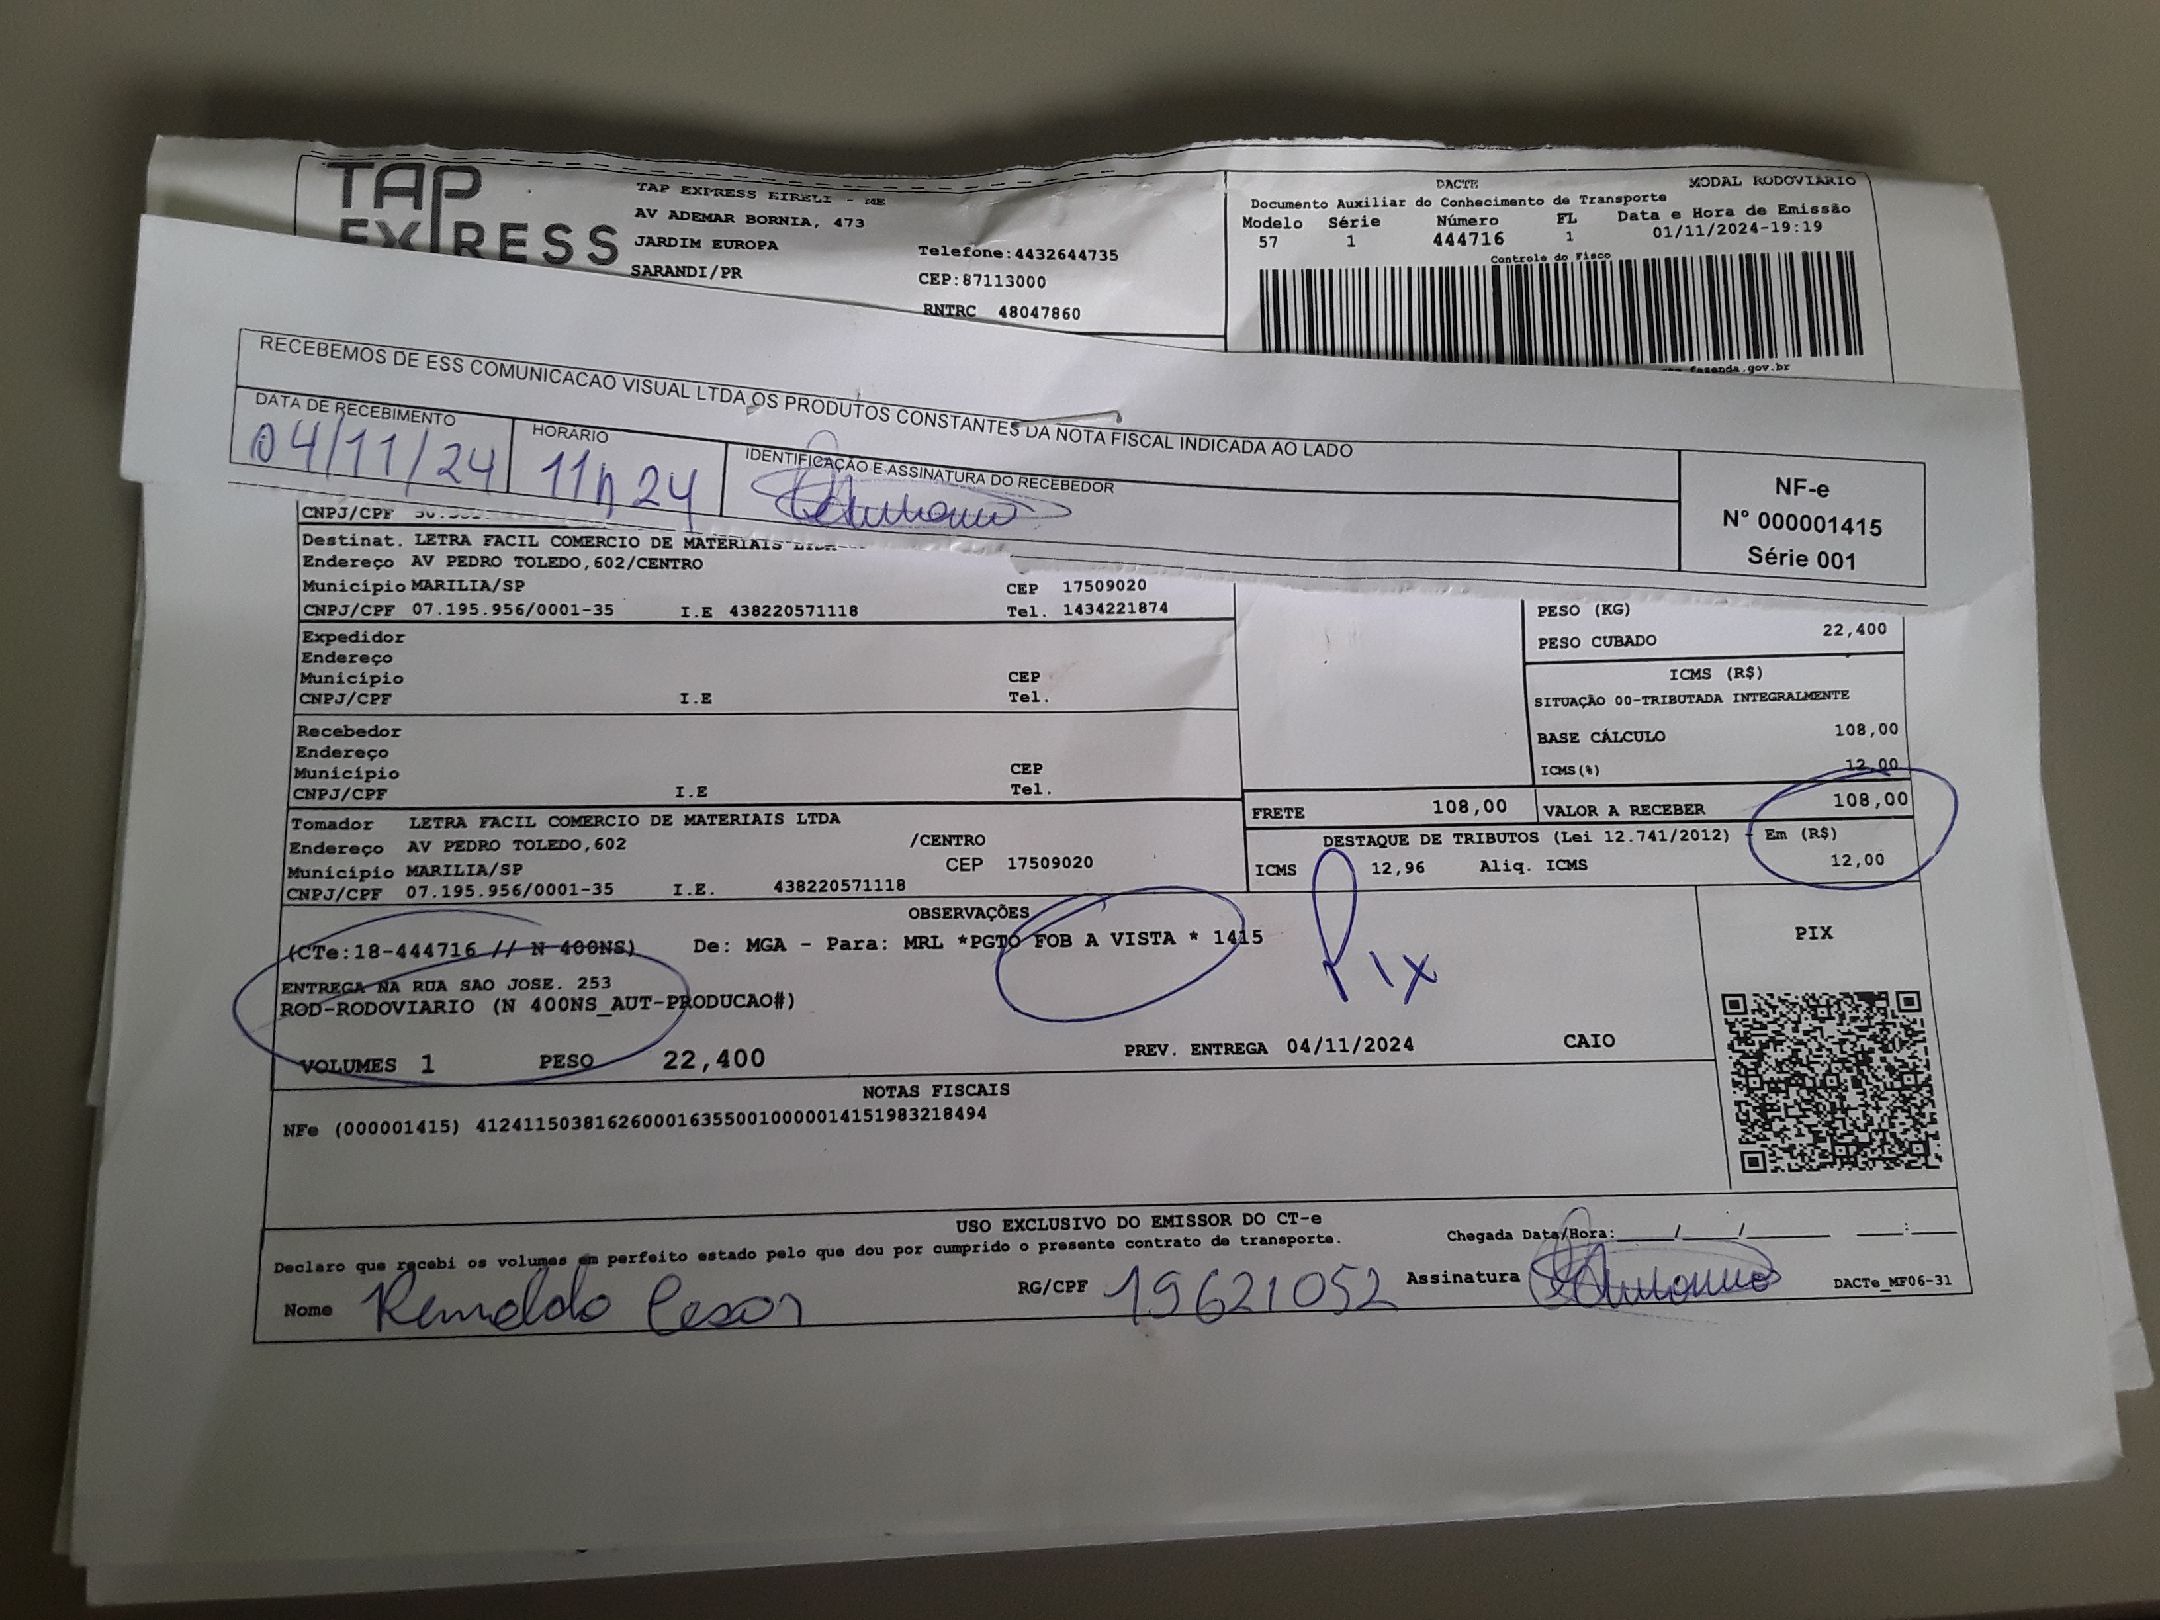 TAP
EXPRESS
TAP EXPRESS EIRELI - ME
AV ADEMAR BORNIA, 473
JARDIM EUROPA
SARANDI/PR
Telefone:4432644735
CEP:87113000
RNTRC 48047860
DACTE MODAL RODOVIÁRIO
Documento Auxiliar do Conhecimento de Transporte
Modelo Série Número FL Data e Hora de Emissão
57 1 444716 1 01/11/2024-19:19
Controle do Fisco
fazenda.gov.br
RECEBEMOS DE ESS COMUNICACAO VISUAL LTDA OS PRODUTOS CONSTANTES DA NOTA FISCAL INDICADA AO LADO
DATA DE RECEBIMENTO HORÁRIO IDENTIFICAÇÃO E ASSINATURA DO RECEBEDOR
04/11/24 11h24
NF-e
Nº 000001415
Série 001
CNPJ/CPF
Destinat. LETRA FACIL COMERCIO DE MATERIAIS LTDA
Endereço AV PEDRO TOLEDO,602/CENTRO
Município MARILIA/SP CEP 17509020
CNPJ/CPF 07.195.956/0001-35 I.E 438220571118 Tel. 1434221874
Expedidor
Endereço
Município CEP
CNPJ/CPF I.E Tel.
Recebedor
Endereço
Município CEP
CNPJ/CPF I.E Tel.
Tomador LETRA FACIL COMERCIO DE MATERIAIS LTDA
Endereço AV PEDRO TOLEDO,602 /CENTRO
Município MARILIA/SP CEP 17509020
CNPJ/CPF 07.195.956/0001-35 I.E. 438220571118
PESO (KG)
PESO CUBADO 22,400
ICMS (R$)
SITUAÇÃO 00-TRIBUTADA INTEGRALMENTE
BASE CÁLCULO 108,00
ICMS(%) 12,00
FRETE 108,00 VALOR A RECEBER 108,00
DESTAQUE DE TRIBUTOS (Lei 12.741/2012) - Em (R$)
ICMS 12,96 Aliq. ICMS 12,00
OBSERVAÇÕES
(CTe:18-444716 // N 400NS) De: MGA - Para: MRL *PGTO FOB A VISTA * 1415
Pix
ENTREGA NA RUA SAO JOSE. 253
ROD-RODOVIARIO (N 400NS_AUT-PRODUCAO#)
VOLUMES 1 PESO 22,400 PREV. ENTREGA 04/11/2024 CAIO
PIX
NOTAS FISCAIS
NFe (000001415) 41241150381626000163550010000014151983218494
USO EXCLUSIVO DO EMISSOR DO CT-e
Declaro que recebi os volumes em perfeito estado pelo que dou por cumprido o presente contrato de transporte.
Chegada Data/Hora:_____/_____/________ ____:____
Nome Renoldo Cesar RG/CPF 19621052 Assinatura DACTe_MF06-31